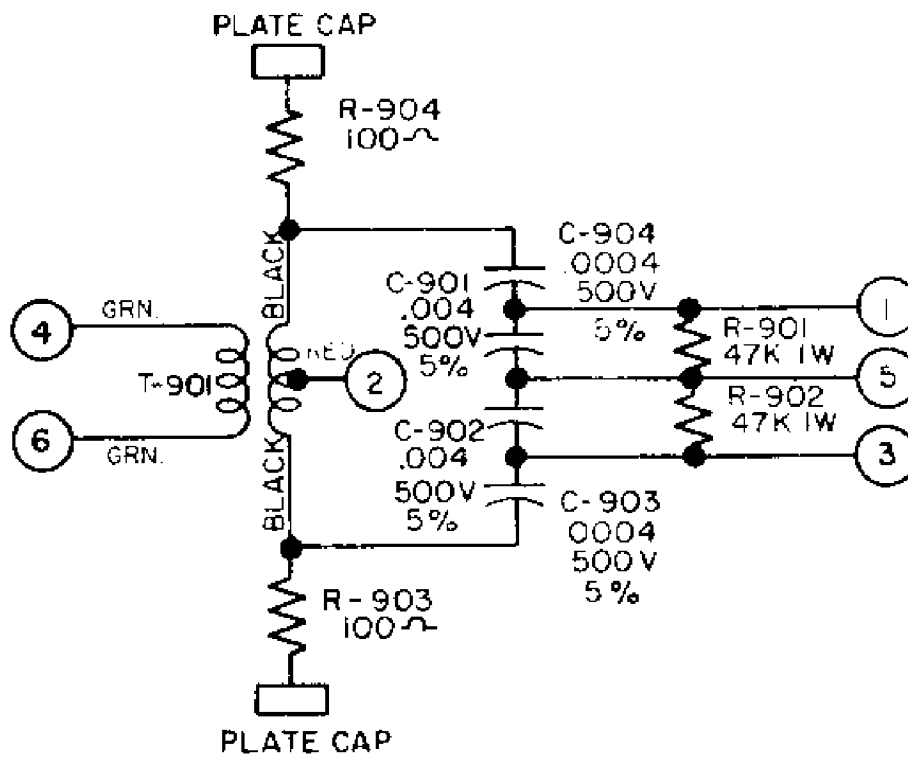 PLATE CAP
R-904
100
BLACK
C-904
.0004
500V
5%
C-901
.004
500V
5%
1
R-901
47K 1W
4
GRN.
T-901
RED
2
5
R-902
47K 1W
6
GRN.
BLACK
C-902
.004
500V
5%
3
C-903
.0004
500V
5%
R-903
100
PLATE CAP